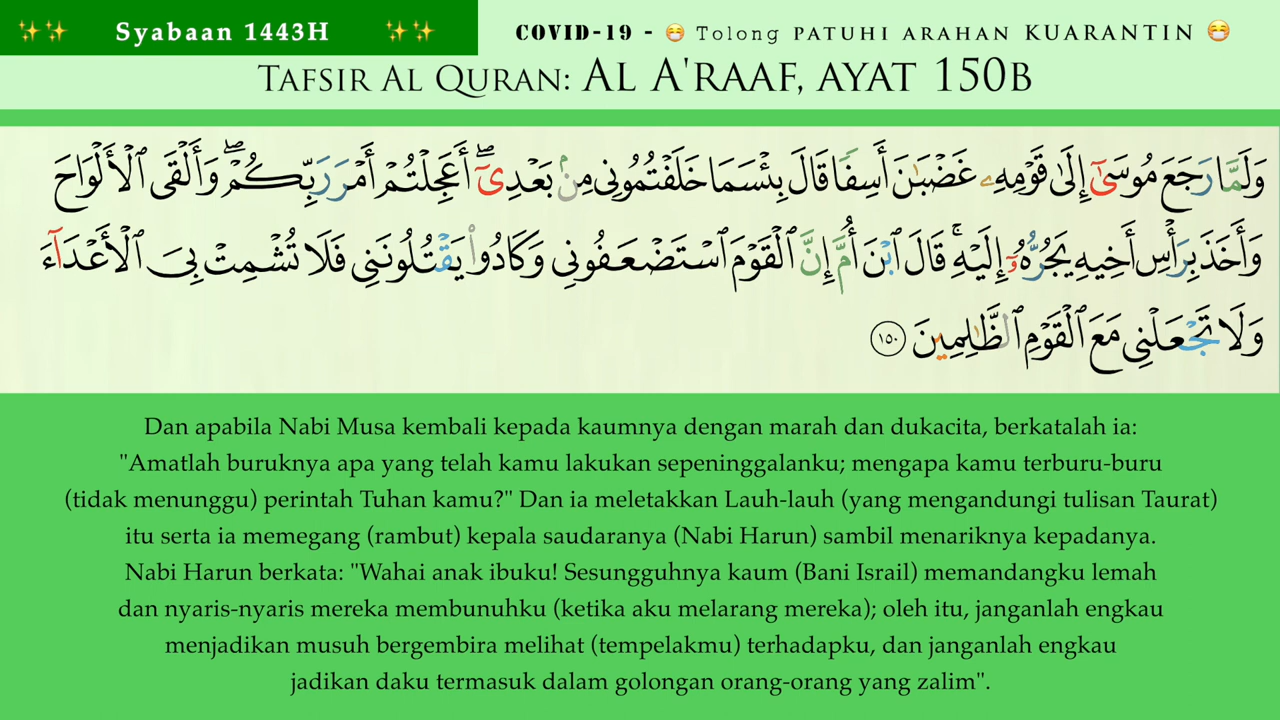 ✨✨ Syabaan 1443H ✨✨
COVID-19 - 😷 Tolong PATUHI ARAHAN KUARANTIN 😷
TAFSIR AL QURAN: AL A'RAAF, AYAT 150B
وَلَمَّا رَجَعَ مُوسَىٰٓ إِلَىٰ قَوْمِهِۦ غَضْبَـٰنَ أَسِفًا قَالَ بِئْسَمَا خَلَفْتُمُونِى مِنۢ بَعْدِىٓ ۖ أَعَجِلْتُمْ أَمْرَ رَبِّكُمْ ۖ وَأَلْقَى ٱلْأَلْوَاحَ
وَأَخَذَ بِرَأْسِ أَخِيهِ يَجُرُّهُۥٓ إِلَيْهِ ۚ قَالَ ٱبْنَ أُمَّ إِنَّ ٱلْقَوْمَ ٱسْتَضْعَفُونِى وَكَادُوا۟ يَقْتُلُونَنِى فَلَا تُشْمِتْ بِىَ ٱلْأَعْدَآءَ
وَلَا تَجْعَلْنِى مَعَ ٱلْقَوْمِ ٱلظَّـٰلِمِينَ ١٥٠
Dan apabila Nabi Musa kembali kepada kaumnya dengan marah dan dukacita, berkatalah ia:
"Amatlah buruknya apa yang telah kamu lakukan sepeninggalanku; mengapa kamu terburu-buru
(tidak menunggu) perintah Tuhan kamu?" Dan ia meletakkan Lauh-lauh (yang mengandungi tulisan Taurat)
itu serta ia memegang (rambut) kepala saudaranya (Nabi Harun) sambil menariknya kepadanya.
Nabi Harun berkata: "Wahai anak ibuku! Sesungguhnya kaum (Bani Israil) memandangku lemah
dan nyaris-nyaris mereka membunuhku (ketika aku melarang mereka); oleh itu, janganlah engkau
menjadikan musuh bergembira melihat (tempelakmu) terhadapku, dan janganlah engkau
jadikan daku termasuk dalam golongan orang-orang yang zalim".